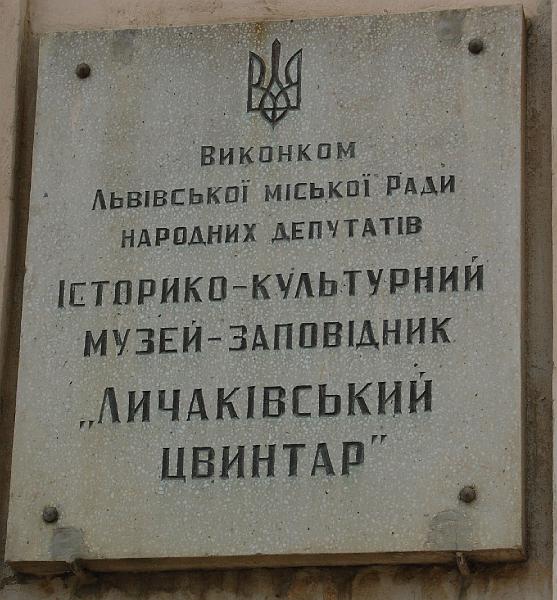 Виконком
Львівської міської Ради
народних депутатів
Історико-культурний
музей-заповідник
„Личаківський
цвинтар”